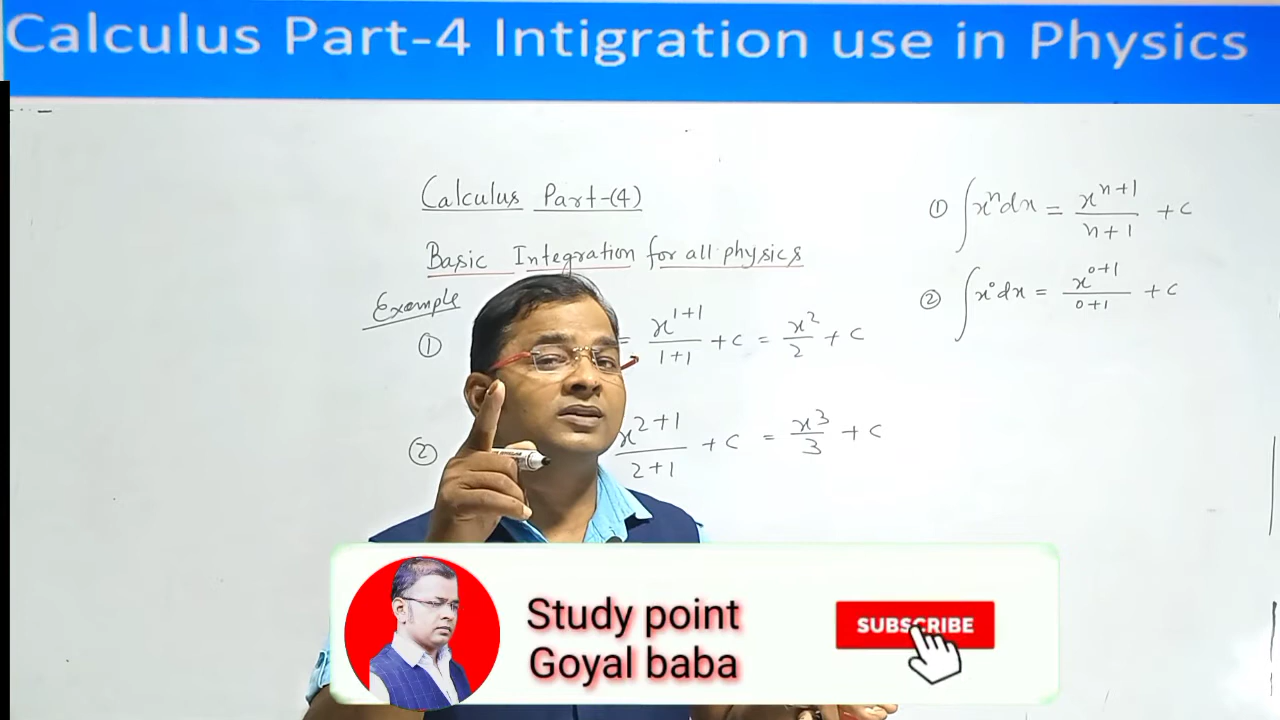 Calculus Part-4 Intigration use in Physics
Calculus Part-(4)
Basic Integration for all physics
Example
① = x^{1+1}/1+1 + c = x^2/2 + c
② x^{2+1}/2+1 + c = x^3/3 + c
① ∫x^n dx = x^{n+1}/n+1 + c
② ∫x^0 dx = x^{0+1}/0+1 + c
Study point
Goyal baba
SUBSCRIBE